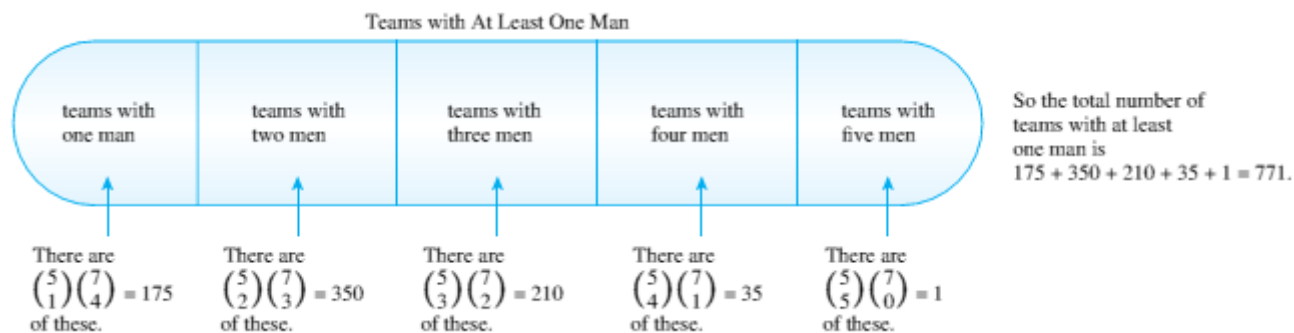 Teams with At Least One Man
teams with
one man
teams with
two men
teams with
three men
teams with
four men
teams with
five men
So the total number of
teams with at least
one man is
175 + 350 + 210 + 35 + 1 = 771.
There are
(5 1)(7 4) = 175
of these.
There are
(5 2)(7 3) = 350
of these.
There are
(5 3)(7 2) = 210
of these.
There are
(5 4)(7 1) = 35
of these.
There are
(5 5)(7 0) = 1
of these.